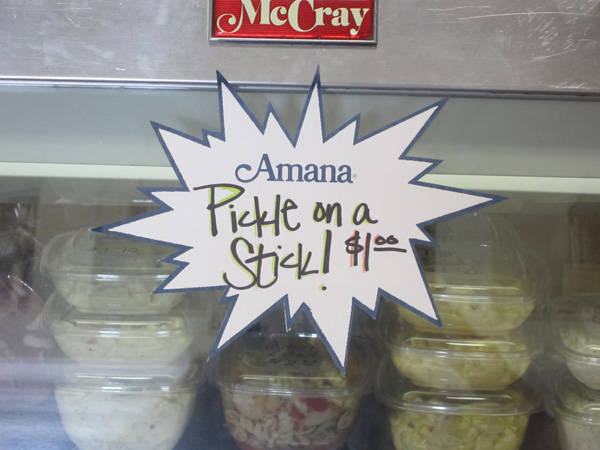 McCray
Amana
Pickle on a
Stick! $1.00